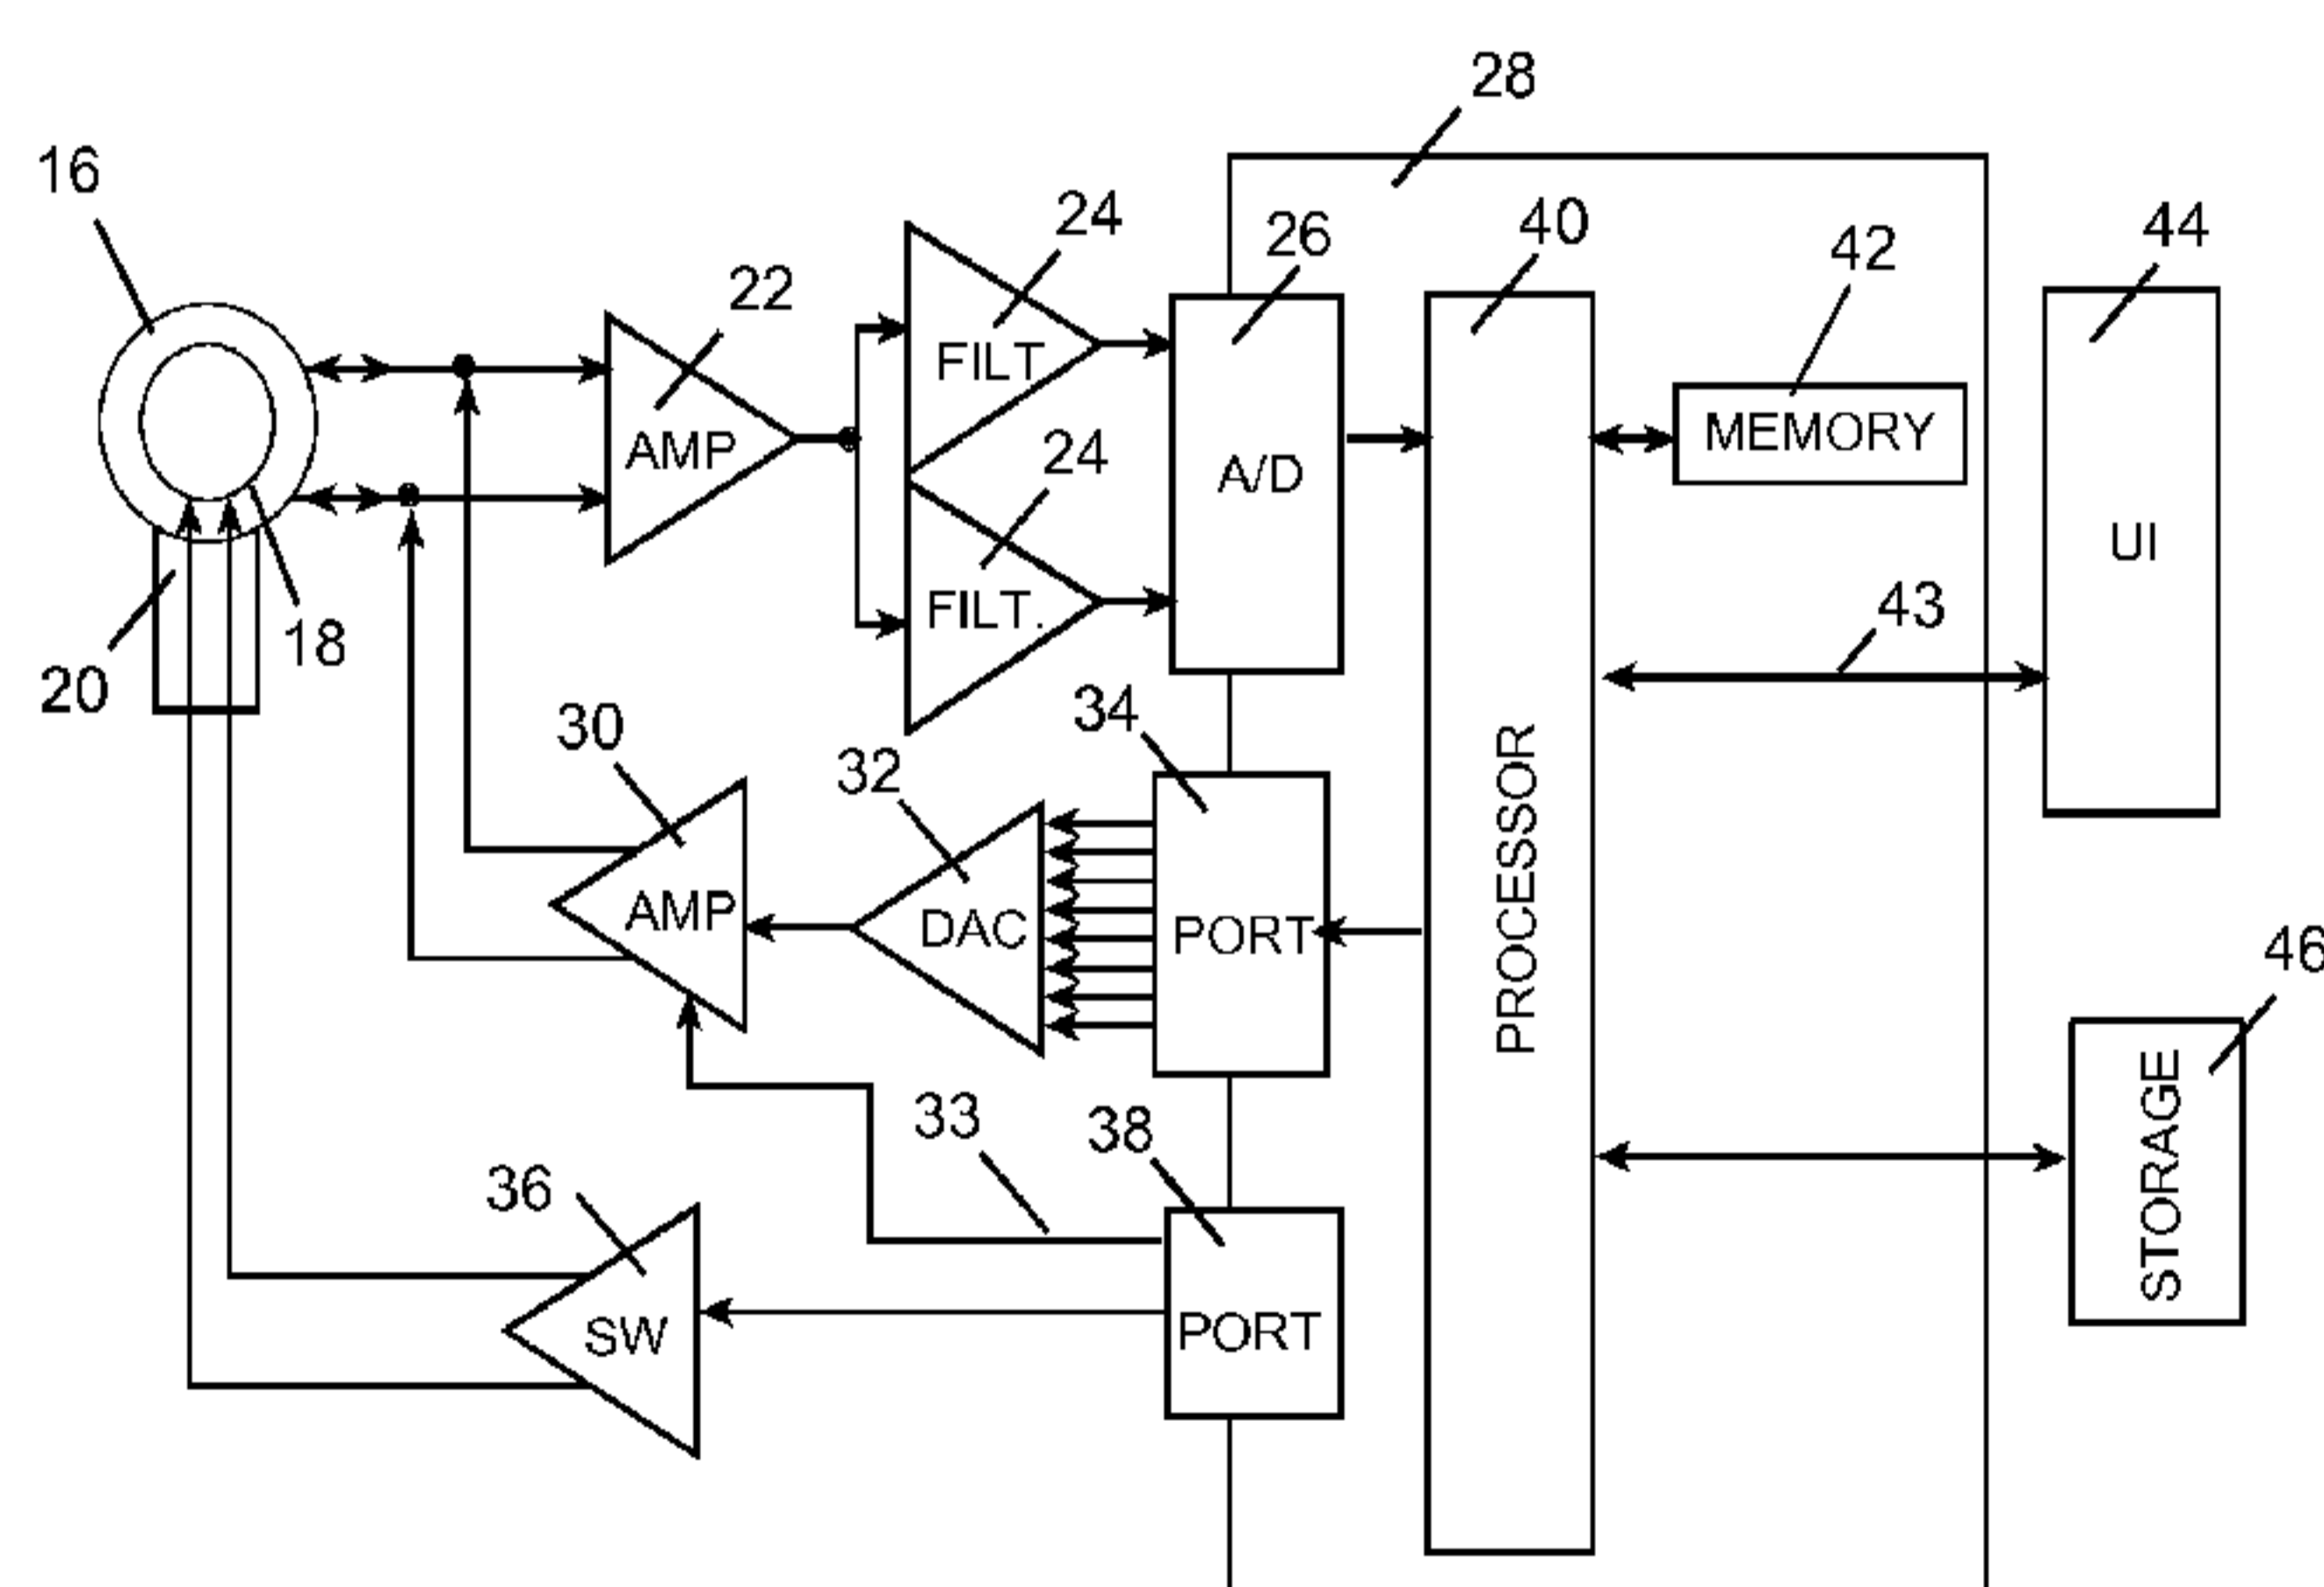 28
16
24
26
40
42
44
22
FILT
AMP
24
A/D
MEMORY
UI
FILT.
43
18
20
30
34
32
AMP
DAC
PORT
PROCESSOR
46
33
38
36
STORAGE
SW
PORT